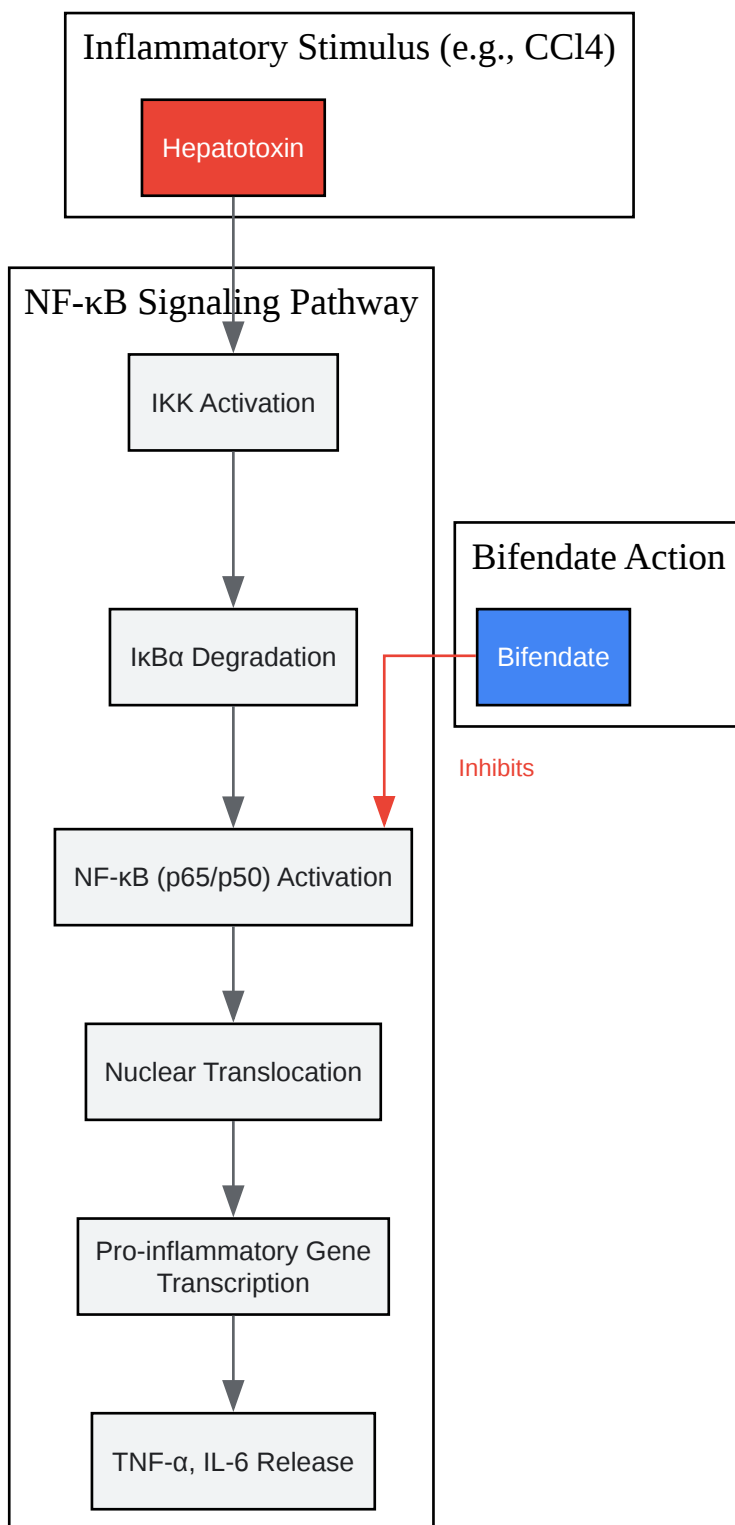 Inflammatory Stimulus (e.g., CCl4)
Hepatotoxin
NF-κB Signaling Pathway
IKK Activation
Bifendate Action
IκBα Degradation
Bifendate
Inhibits
NF-κB (p65/p50) Activation
Nuclear Translocation
Pro-inflammatory Gene
Transcription
TNF-α, IL-6 Release